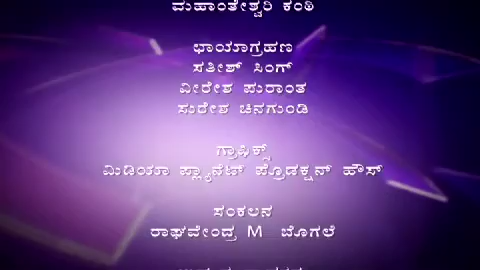 ಮಹಾಂತೇಶ್ವರಿ ಕಂಠಿ
ಛಾಯಾಗ್ರಹಣ
ಸತೀಶ್ ಸಿಂಗ್
ವೀರೇಶ ಪುರಾಂತ
ಸುರೇಶ ಚಿನಗುಂಡಿ
ಗ್ರಾಫಿಕ್ಸ್
ಮಿಡಿಯಾ ಪ್ಲ್ಯಾನೆಟ್ ಪ್ರೊಡಕ್ಷನ್ ಹೌಸ್
ಸಂಕಲನ
ರಾಘವೇಂದ್ರ M ಬೊಗಲೆ